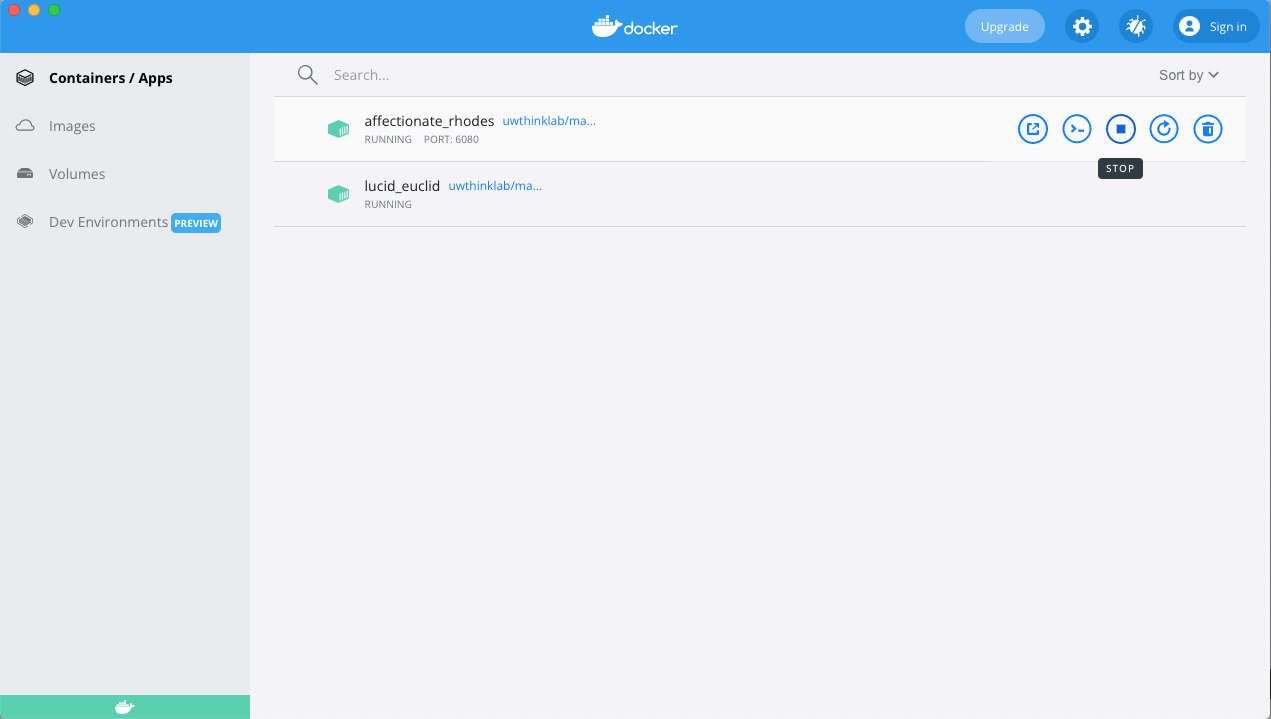 docker
Upgrade
Sign in
Containers / Apps
Images
Volumes
Dev Environments PREVIEW
Search...
Sort by
affectionate_rhodes uwthinklab/ma...
RUNNING PORT: 6080
STOP
lucid_euclid uwthinklab/ma...
RUNNING